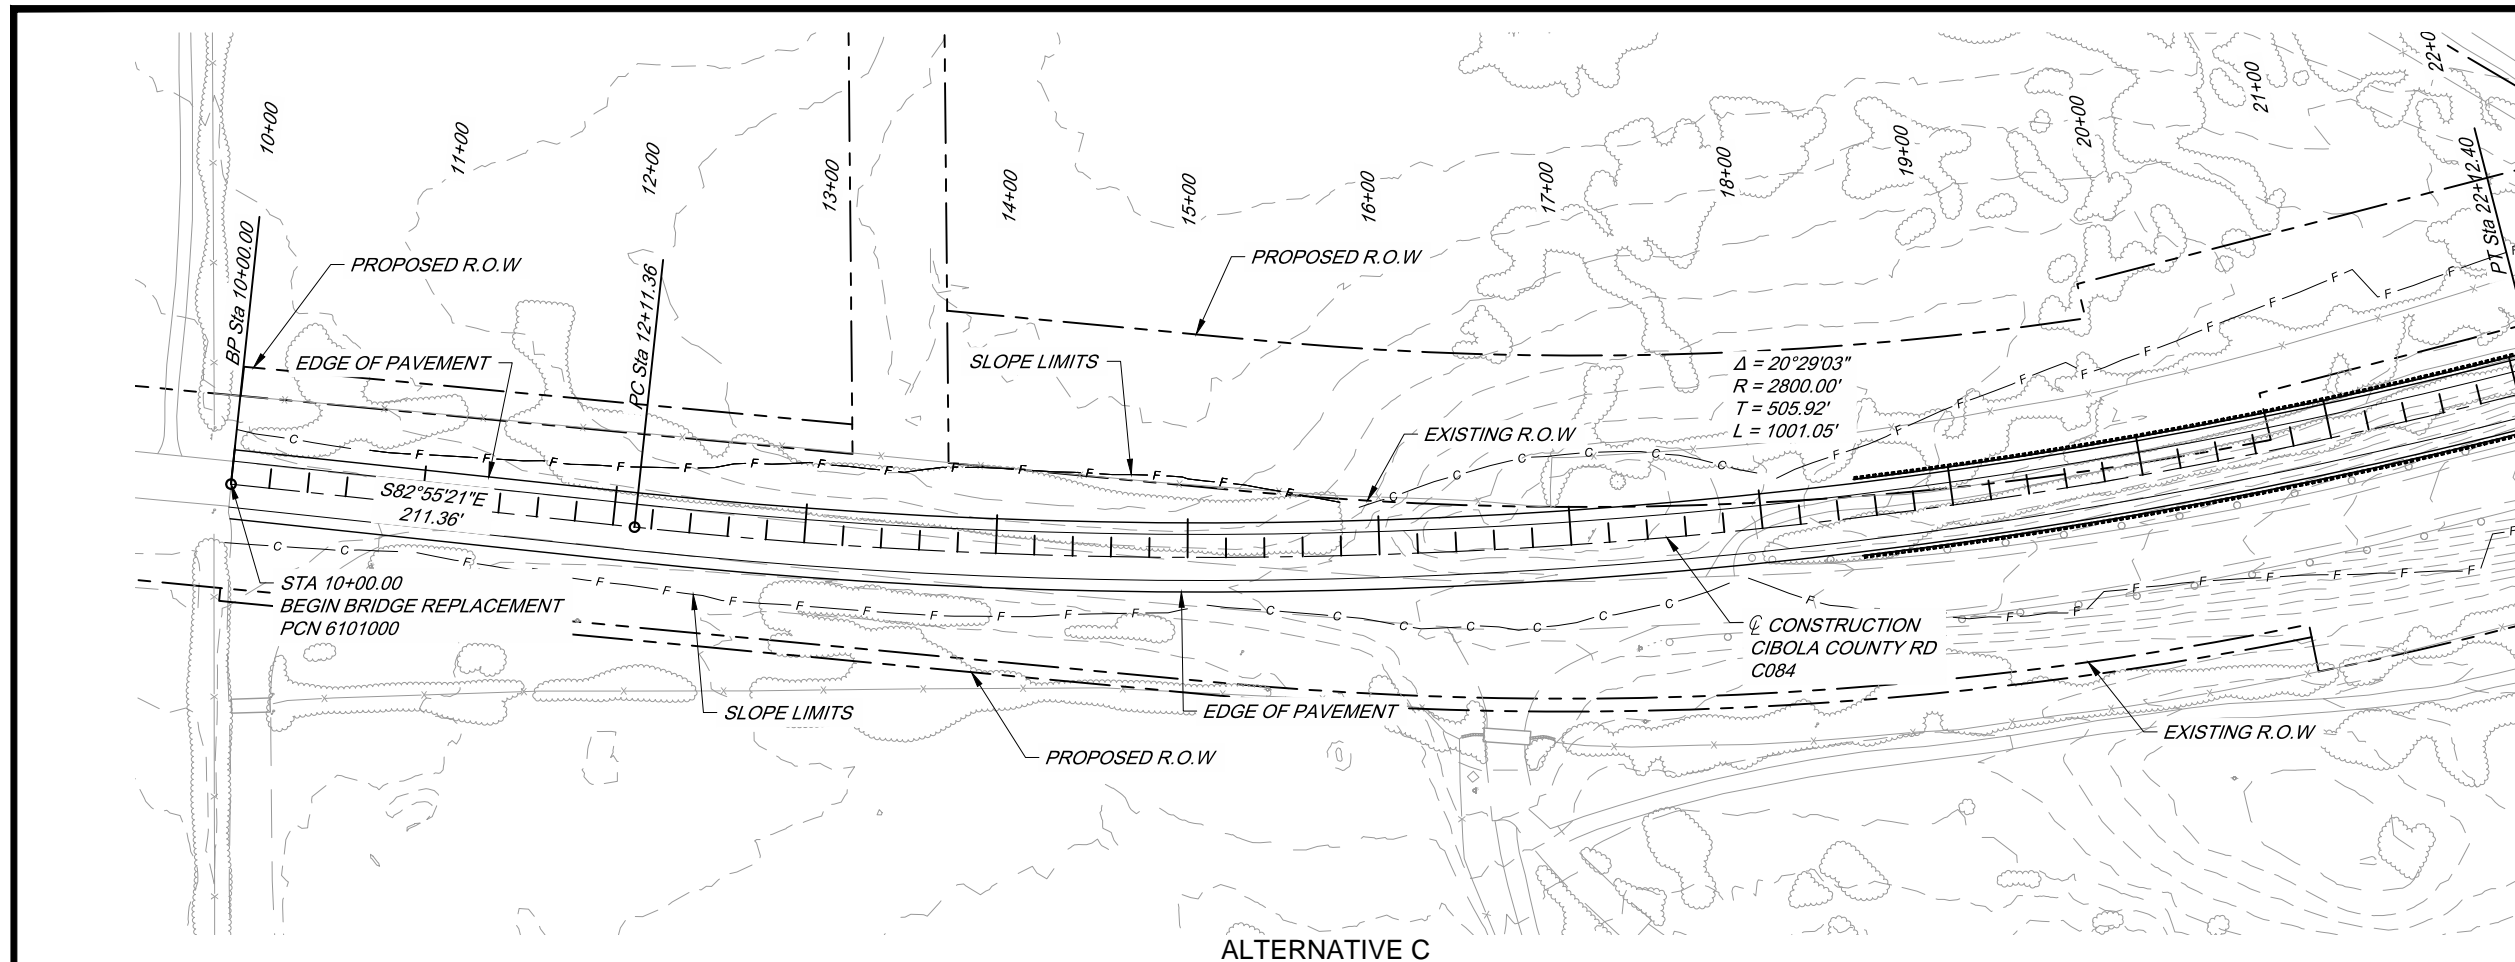 10+00
11+00
12+00
13+00
14+00
15+00
16+00
17+00
18+00
19+00
20+00
21+00
22+0
BP Sta 10+00.00
PROPOSED R.O.W
EDGE OF PAVEMENT
PC Sta 12+11.36
SLOPE LIMITS
PROPOSED R.O.W
EXISTING R.O.W
Δ = 20°29'03"
R = 2800.00'
T = 505.92'
L = 1001.05'
PT Sta 22+12.40
S82°55'21"E
211.36'
STA 10+00.00
BEGIN BRIDGE REPLACEMENT
PCN 6101000
SLOPE LIMITS
PROPOSED R.O.W
EDGE OF PAVEMENT
℄ CONSTRUCTION
CIBOLA COUNTY RD
C084
EXISTING R.O.W
C F F F F F F F F F F F F F F
C C C C C C
F F F F F F F F F F
C C F F F F F F F F F F F
C C C C C C C
F F F F F F F F F F
ALTERNATIVE C